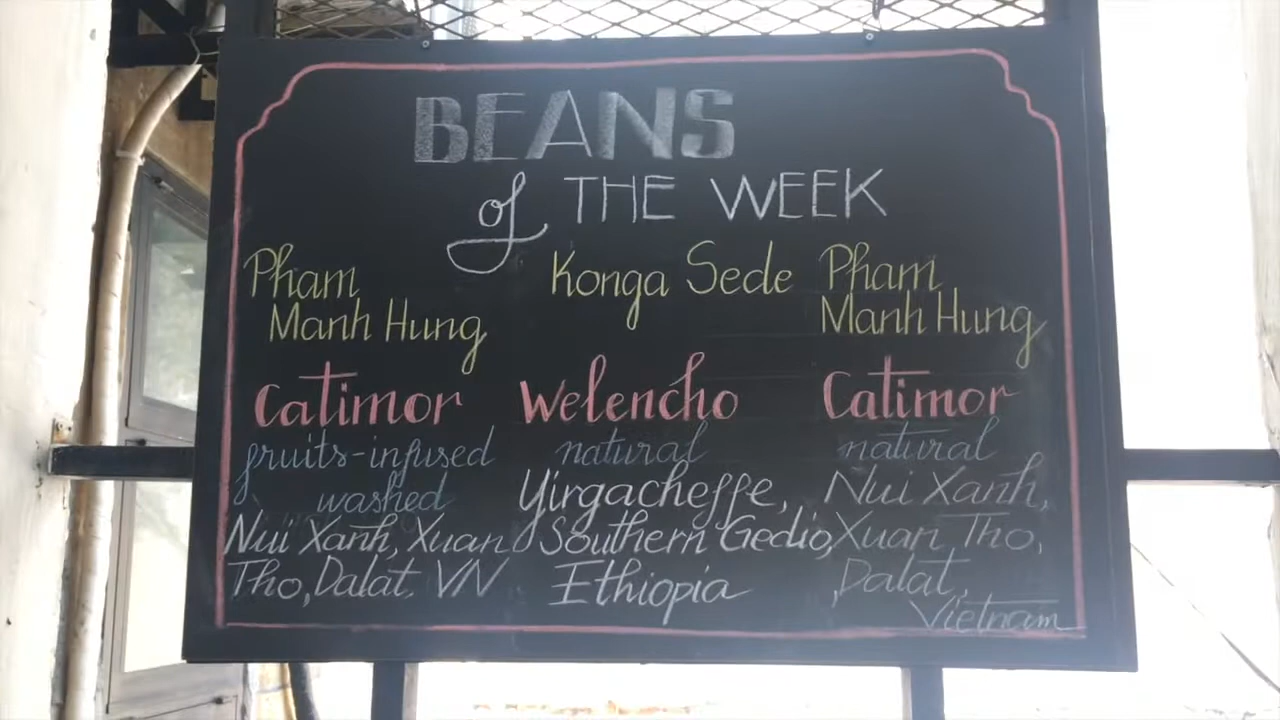 BEANS
of THE WEEK
Pham
Manh Hung
Catimor
fruits-infused
washed
Nui Xanh, Xuan
Tho, Dalat. VN
Konga Sede
Welencho
natural
Yirgacheffe,
Southern Gedio,
Ethiopia
Pham
Manh Hung
Catimor
natural
Nui Xanh,
Xuan Tho,
Dalat,
Vietnam